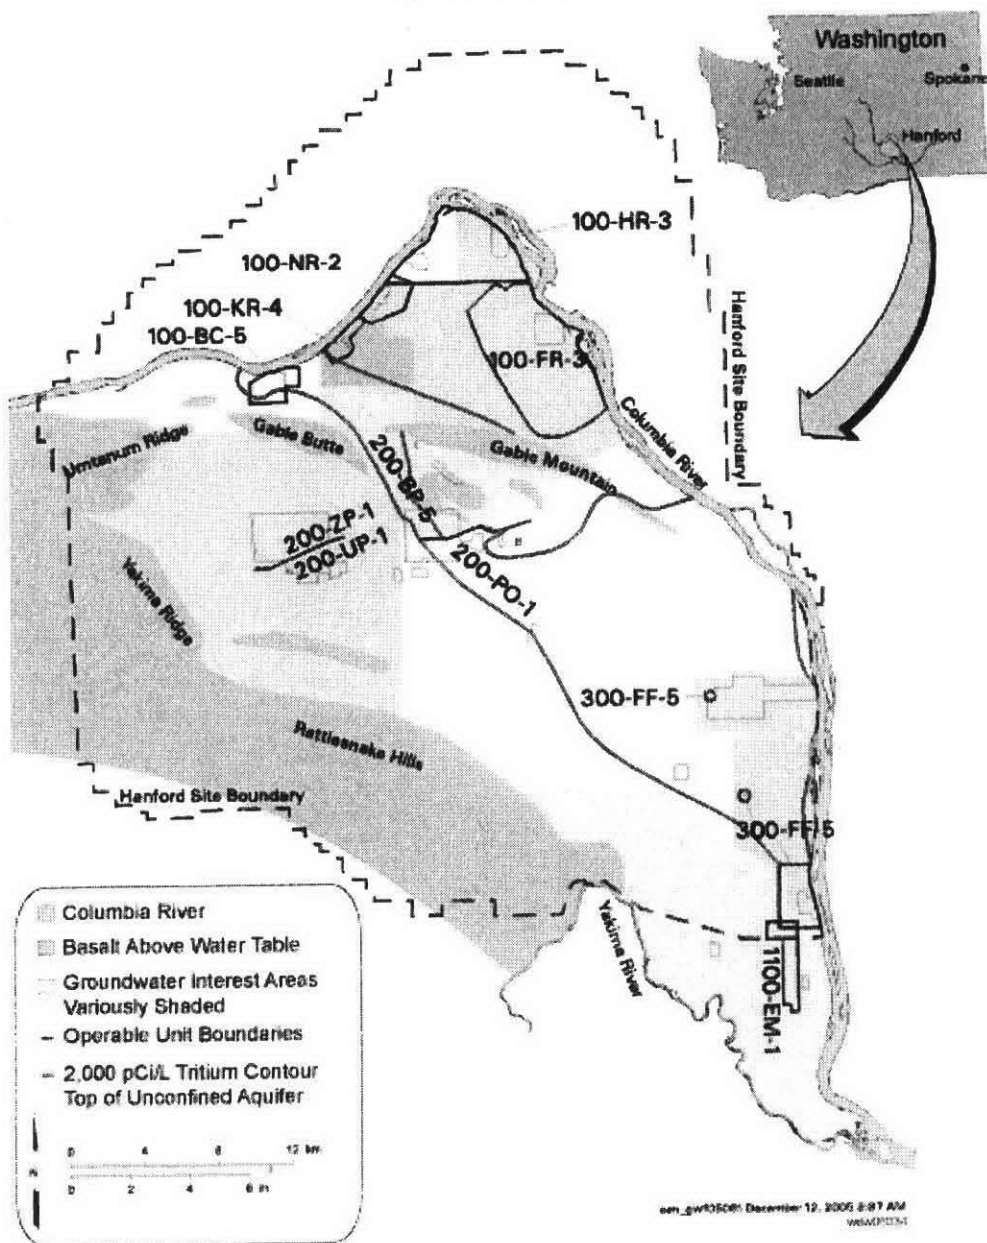 Washington
Seattle
Spokane
Hanford
100-HR-3
100-NR-2
100-KR-4
100-BC-5
100-FR-3
Hanford Site Boundary
Columbia River
Umtanum Ridge
Gable Butte
Gable Mountain
200-BP-5
200-ZP-1
200-UP-1
200-PO-1
Yakima Ridge
300-FF-5
Rattlesnake Hills
Hanford Site Boundary
300-FF-5
Yakima River
1100-EM-1
Columbia River
Basalt Above Water Table
Groundwater Interest Areas
Variously Shaded
Operable Unit Boundaries
2,000 pCi/L Tritium Contour
Top of Unconfined Aquifer
N
0 4 8 12 km
0 2 4 6 mi
December 12, 2005